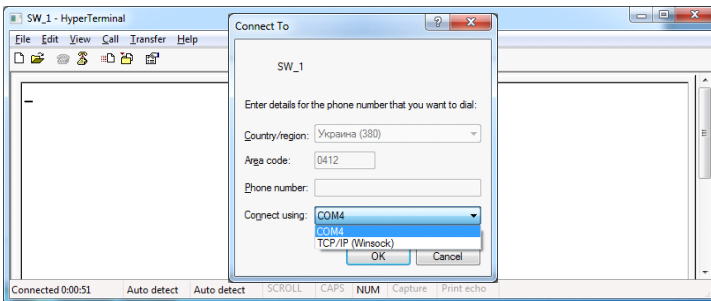 SW_1 - HyperTerminal
File Edit View Call Transfer Help
Connect To
SW_1
Enter details for the phone number that you want to dial:
Country/region: Украина (380)
Area code: 0412
Phone number:
Connect using: COM4
COM4
TCP/IP (Winsock)
OK Cancel
Connected 0:00:51 Auto detect Auto detect SCROLL CAPS NUM Capture Print echo